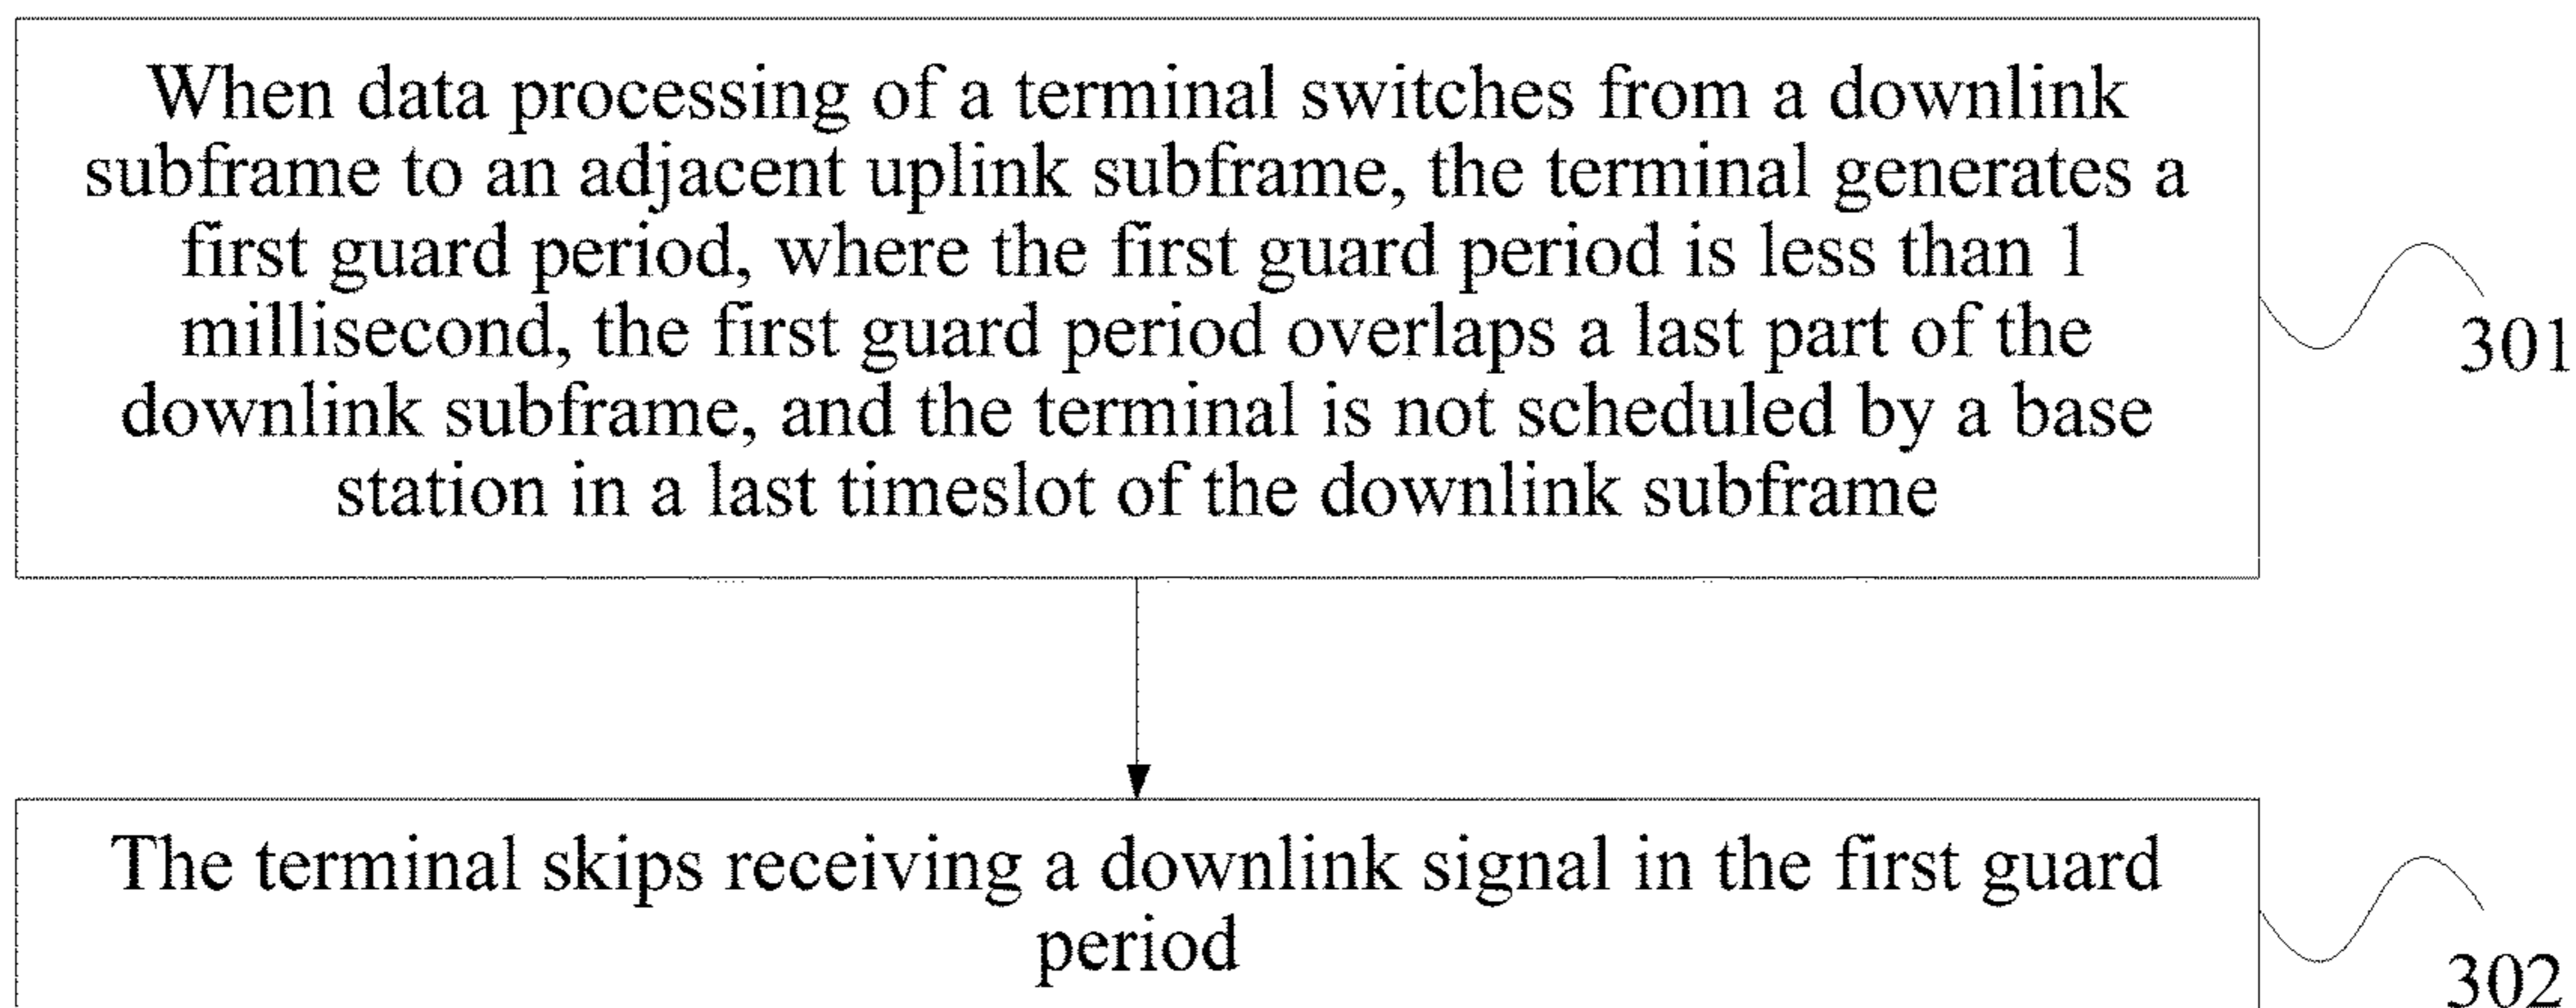 When data processing of a terminal switches from a downlink
subframe to an adjacent uplink subframe, the terminal generates a
first guard period, where the first guard period is less than 1
millisecond, the first guard period overlaps a last part of the
downlink subframe, and the terminal is not scheduled by a base
station in a last timeslot of the downlink subframe
301
The terminal skips receiving a downlink signal in the first guard
period
302